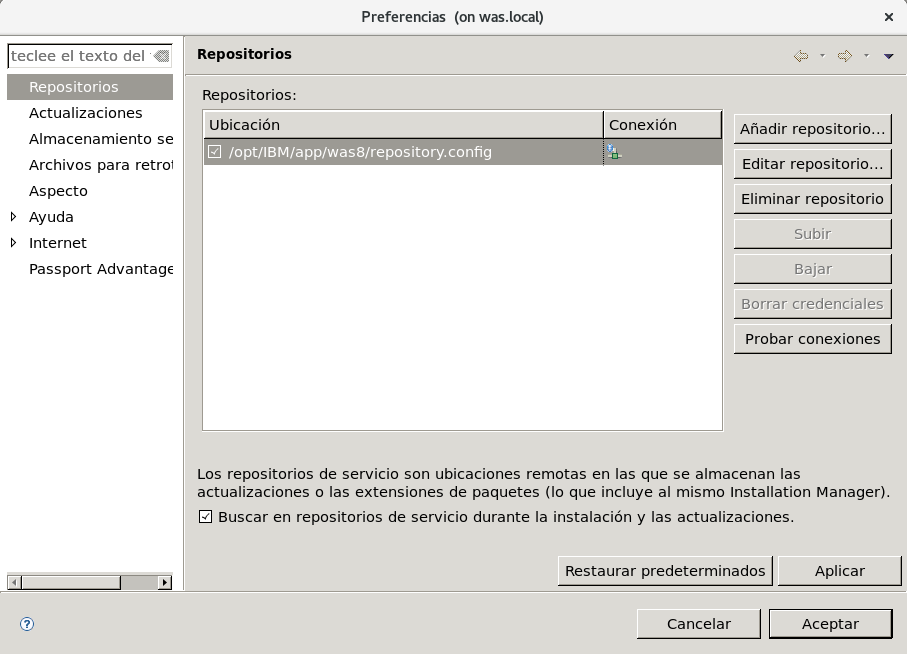 Preferencias (on was.local)
teclee el texto del
Repositorios
Actualizaciones
Almacenamiento se
Archivos para retrot
Aspecto
Ayuda
Internet
Passport Advantage
Repositorios
Repositorios:
Ubicación Conexión
/opt/IBM/app/was8/repository.config
Añadir repositorio...
Editar repositorio...
Eliminar repositorio
Subir
Bajar
Borrar credenciales
Probar conexiones
Los repositorios de servicio son ubicaciones remotas en las que se almacenan las
actualizaciones o las extensiones de paquetes (lo que incluye al mismo Installation Manager).
Buscar en repositorios de servicio durante la instalación y las actualizaciones.
Restaurar predeterminados
Aplicar
Cancelar
Aceptar